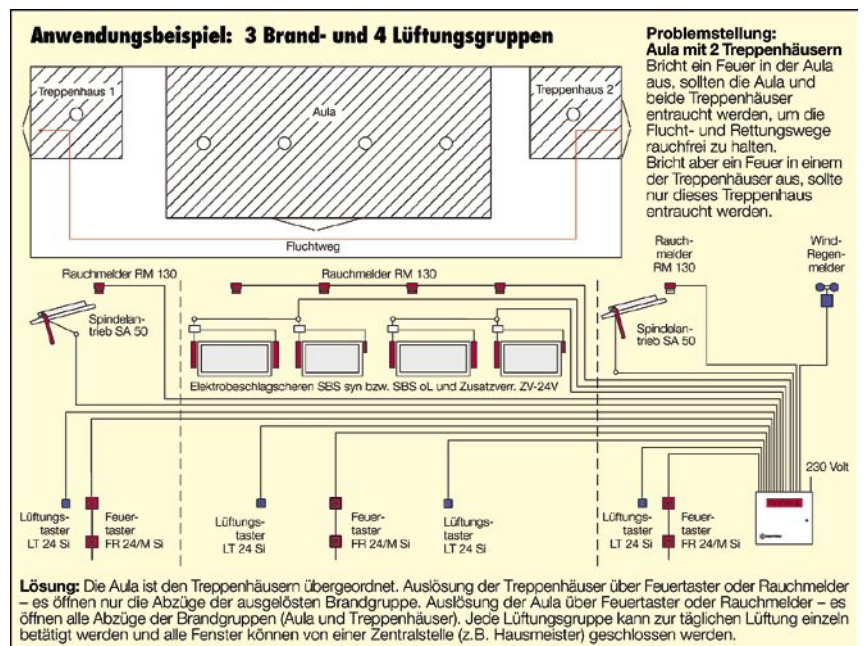 Anwendungsbeispiel: 3 Brand- und 4 Lüftungsgruppen
Problemstellung:
Aula mit 2 Treppenhäusern
Bricht ein Feuer in der Aula
aus, sollten die Aula und
beide Treppenhäuser
entraucht werden, um die
Flucht- und Rettungswege
rauchfrei zu halten.
Bricht aber ein Feuer in einem
der Treppenhäuser aus, sollte
nur dieses Treppenhaus
entraucht werden.
Treppenhaus 1
Aula
Treppenhaus 2
Fluchtweg
Rauchmelder RM 130
Rauchmelder RM 130
Rauch-
melder
RM 130
Wind-
Regen-
melder
Spindelan-
trieb SA 50
Spindelan-
trieb SA 50
Elektrobeschlagscheren SBS syn bzw. SBS oL und Zusatzverr. ZV-24V
230 Volt
Lüftungs-
taster
LT 24 Si
Feuer-
taster
FR 24/M Si
Lüftungs-
taster
LT 24 Si
Feuer-
taster
FR 24/M Si
Lüftungs-
taster
LT 24 Si
Lüftungs-
taster
LT 24 Si
Feuer-
taster
FR 24/M Si
Lösung: Die Aula ist den Treppenhäusern übergeordnet. Auslösung der Treppenhäuser über Feuertaster oder Rauchmelder
– es öffnen nur die Abzüge der ausgelösten Brandgruppe. Auslösung der Aula über Feuertaster oder Rauchmelder – es
öffnen alle Abzüge der Brandgruppen (Aula und Treppenhäuser). Jede Lüftungsgruppe kann zur täglichen Lüftung einzeln
betätigt werden und alle Fenster können von einer Zentralstelle (z.B. Hausmeister) geschlossen werden.